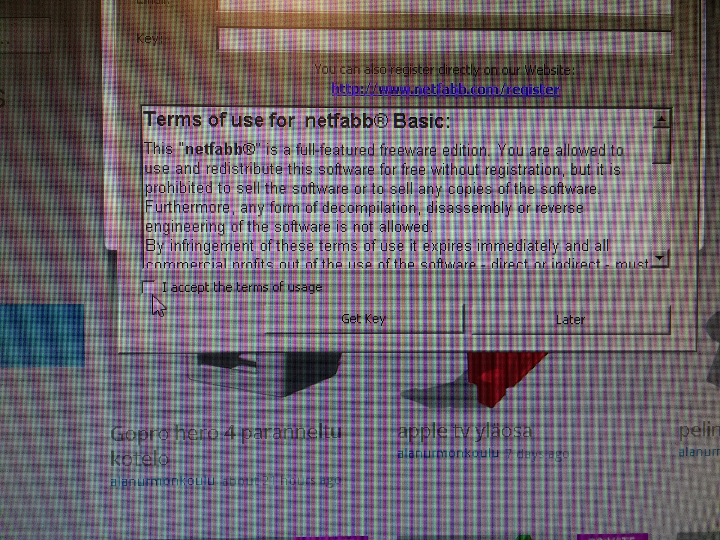 Email:
Key:
You can also register directly on our Website:
http://www.netfabb.com/register
Terms of use for netfabb® Basic:
This "netfabb®" is a full-featured freeware edition. You are allowed to
use and redistribute this software for free without registration, but it is
prohibited to sell the software or to sell any copies of the software.
Furthermore, any form of decompilation, disassembly or reverse
engineering of the software is not allowed.
By infringement of these terms of use it expires immediately and all
commercial profits out of the use of the software - direct or indirect - must
I accept the terms of usage
Get Key
Later
Gopro hero 4 paranneltu
kotelo
alanurmonkoulu about 21 hours ago
apple tv yläosa
alanurmonkoulu 7 days ago
pelin
alanurm